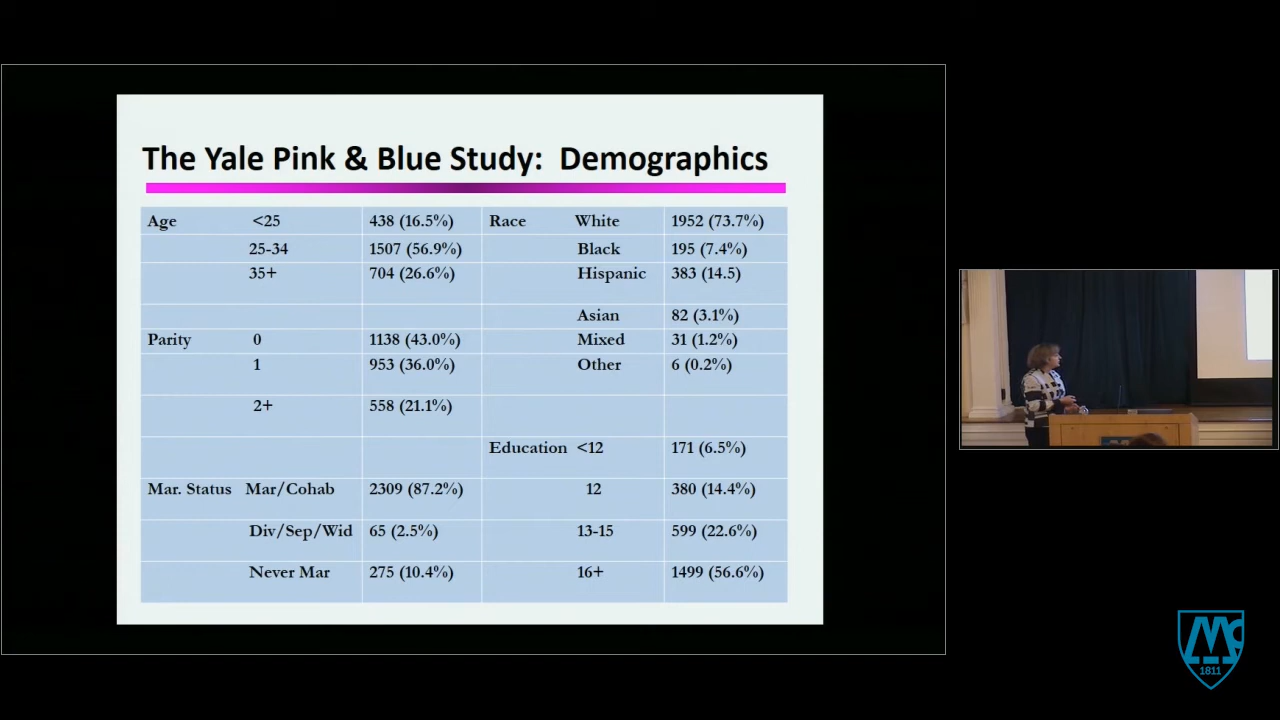 The Yale Pink & Blue Study: Demographics
Age <25 438 (16.5%) Race White 1952 (73.7%)
25-34 1507 (56.9%) Black 195 (7.4%)
35+ 704 (26.6%) Hispanic 383 (14.5)
Asian 82 (3.1%)
Parity 0 1138 (43.0%) Mixed 31 (1.2%)
1 953 (36.0%) Other 6 (0.2%)
2+ 558 (21.1%)
Education <12 171 (6.5%)
Mar. Status Mar/Cohab 2309 (87.2%) 12 380 (14.4%)
Div/Sep/Wid 65 (2.5%) 13-15 599 (22.6%)
Never Mar 275 (10.4%) 16+ 1499 (56.6%)
Mc
1811